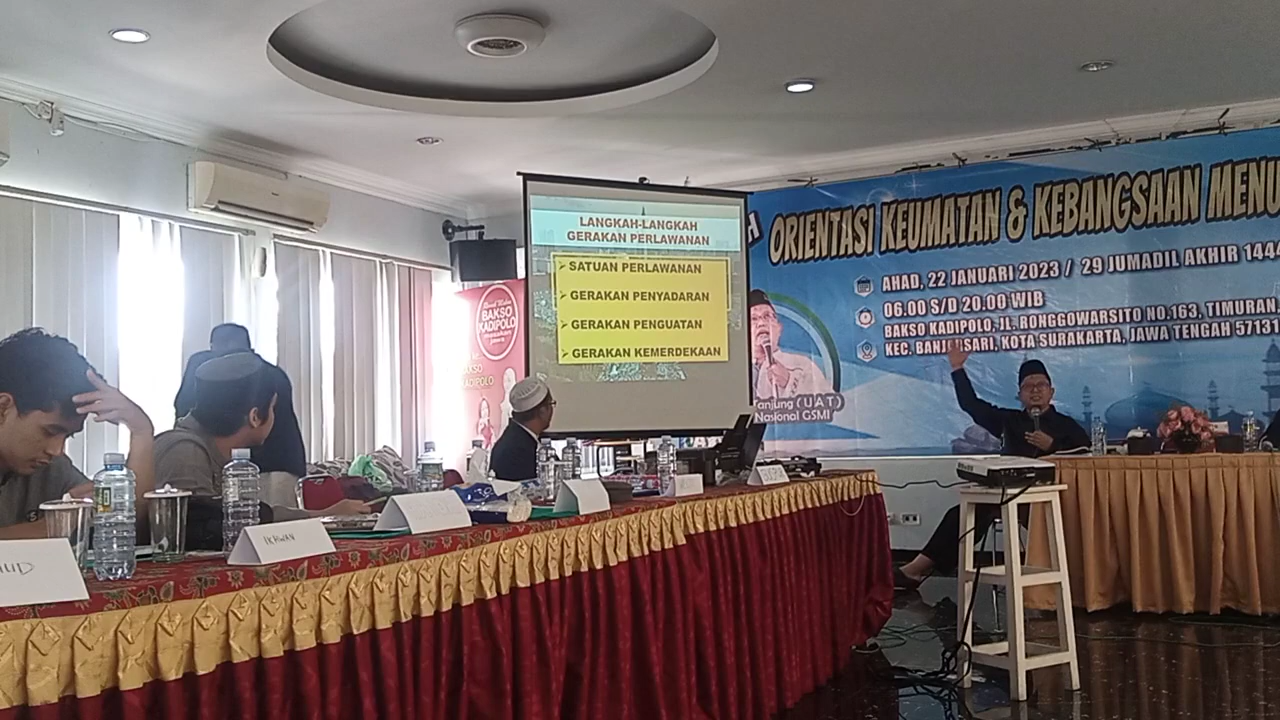 LANGKAH-LANGKAH
GERAKAN PERLAWANAN
SATUAN PERLAWANAN
GERAKAN PENYADARAN
GERAKAN PENGUATAN
GERAKAN KEMERDEKAAN
ORIENTASI KEUMATAN & KEBANGSAAN MENU
AHAD, 22 JANUARI 2023 / 29 JUMADIL AKHIR 1444
06.00 S/D 20.00 WIB
BAKSO KADIPOLO, JL. RONGGOWARSITO NO.163, TIMURAN
KEC. BANJARSARI, KOTA SURAKARTA, JAWA TENGAH 57131
Tanjung (UAT)
Nasional GSMI
BAKSO
KADIPOLO
BAKSO
KADIPOLO
IKHWAN